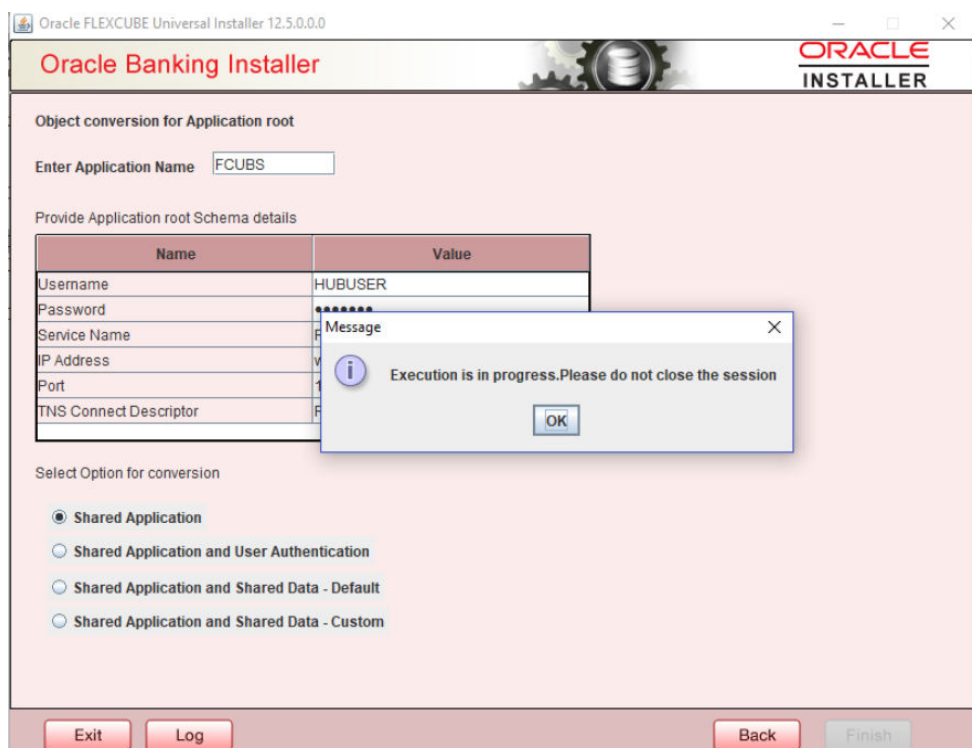 Oracle FLEXCUBE Universal Installer 12.5.0.0.0
Oracle Banking Installer
ORACLE
INSTALLER
Object conversion for Application root
Enter Application Name FCUBS
Provide Application root Schema details
Name Value
Username HUBUSER
Password •••••••
Service Name
IP Address
Port
TNS Connect Descriptor
Message
Execution is in progress.Please do not close the session
OK
Select Option for conversion
Shared Application
Shared Application and User Authentication
Shared Application and Shared Data - Default
Shared Application and Shared Data - Custom
Exit Log Back Finish